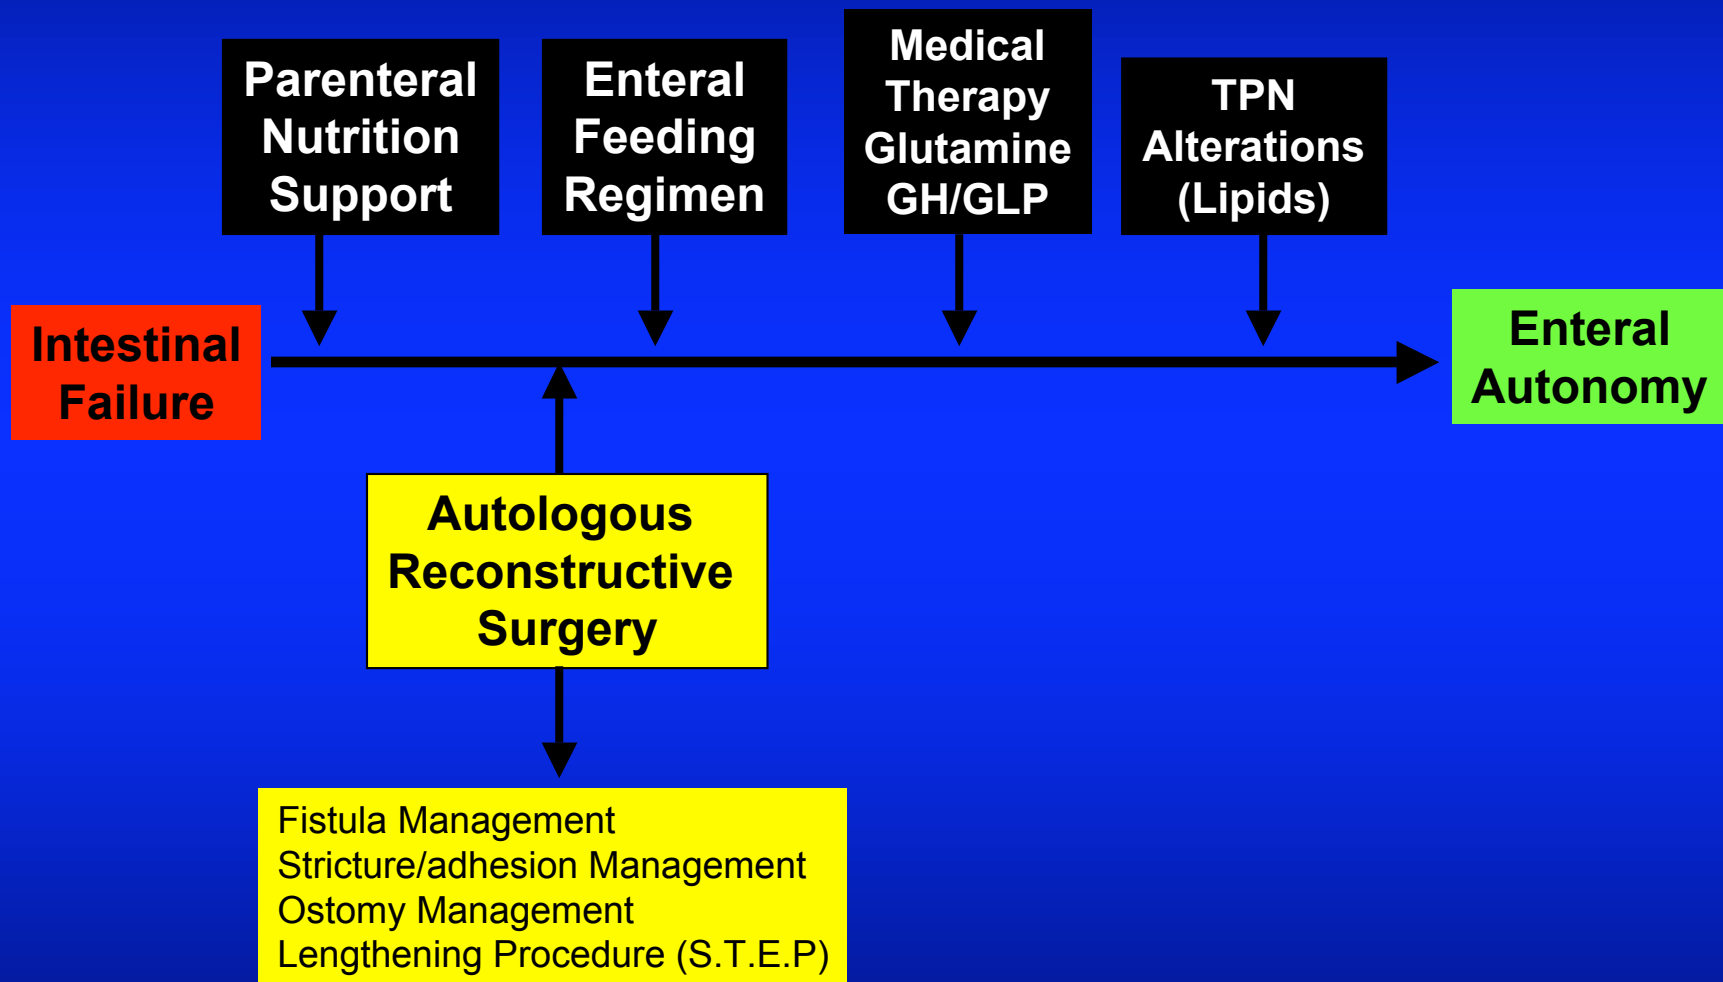 Parenteral
Nutrition
Support
Enteral
Feeding
Regimen
Medical
Therapy
Glutamine
GH/GLP
TPN
Alterations
(Lipids)
Intestinal
Failure
Enteral
Autonomy
Autologous
Reconstructive
Surgery
Fistula Management
Stricture/adhesion Management
Ostomy Management
Lengthening Procedure (S.T.E.P)